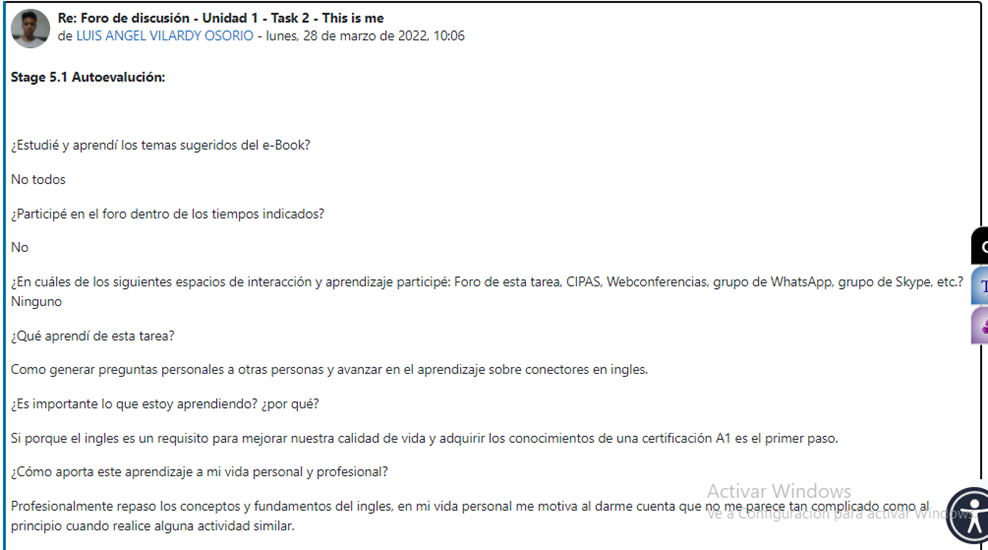 Re: Foro de discusión - Unidad 1 - Task 2 - This is me
de LUIS ANGEL VILARDY OSORIO - lunes, 28 de marzo de 2022, 10:06
Stage 5.1 Autoevalución:
¿Estudié y aprendí los temas sugeridos del e-Book?
No todos
¿Participé en el foro dentro de los tiempos indicados?
No
¿En cuáles de los siguientes espacios de interacción y aprendizaje participé: Foro de esta tarea, CIPAS, Webconferencias, grupo de WhatsApp, grupo de Skype, etc.?
Ninguno
¿Qué aprendí de esta tarea?
Como generar preguntas personales a otras personas y avanzar en el aprendizaje sobre conectores en ingles.
¿Es importante lo que estoy aprendiendo? ¿por qué?
Si porque el ingles es un requisito para mejorar nuestra calidad de vida y adquirir los conocimientos de una certificación A1 es el primer paso.
¿Cómo aporta este aprendizaje a mi vida personal y profesional?
Profesionalmente repaso los conceptos y fundamentos del ingles, en mi vida personal me motiva al darme cuenta que no me parece tan complicado como al
principio cuando realice alguna actividad similar.
Activar Windows
Ve a Configuración para activar Windows.